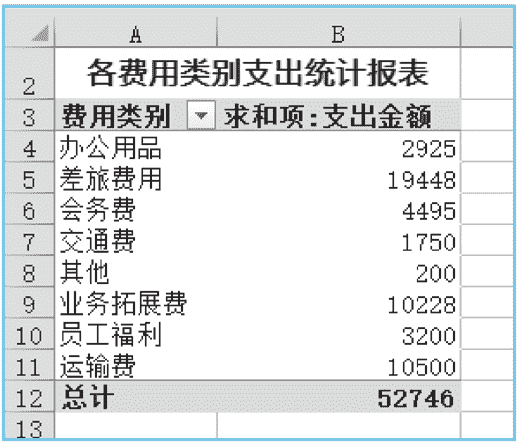 A B
2 各费用类别支出统计报表
3 费用类别 求和项:支出金额
4 办公用品 2925
5 差旅费用 19448
6 会务费 4495
7 交通费 1750
8 其他 200
9 业务拓展费 10228
10 员工福利 3200
11 运输费 10500
12 总计 52746
13